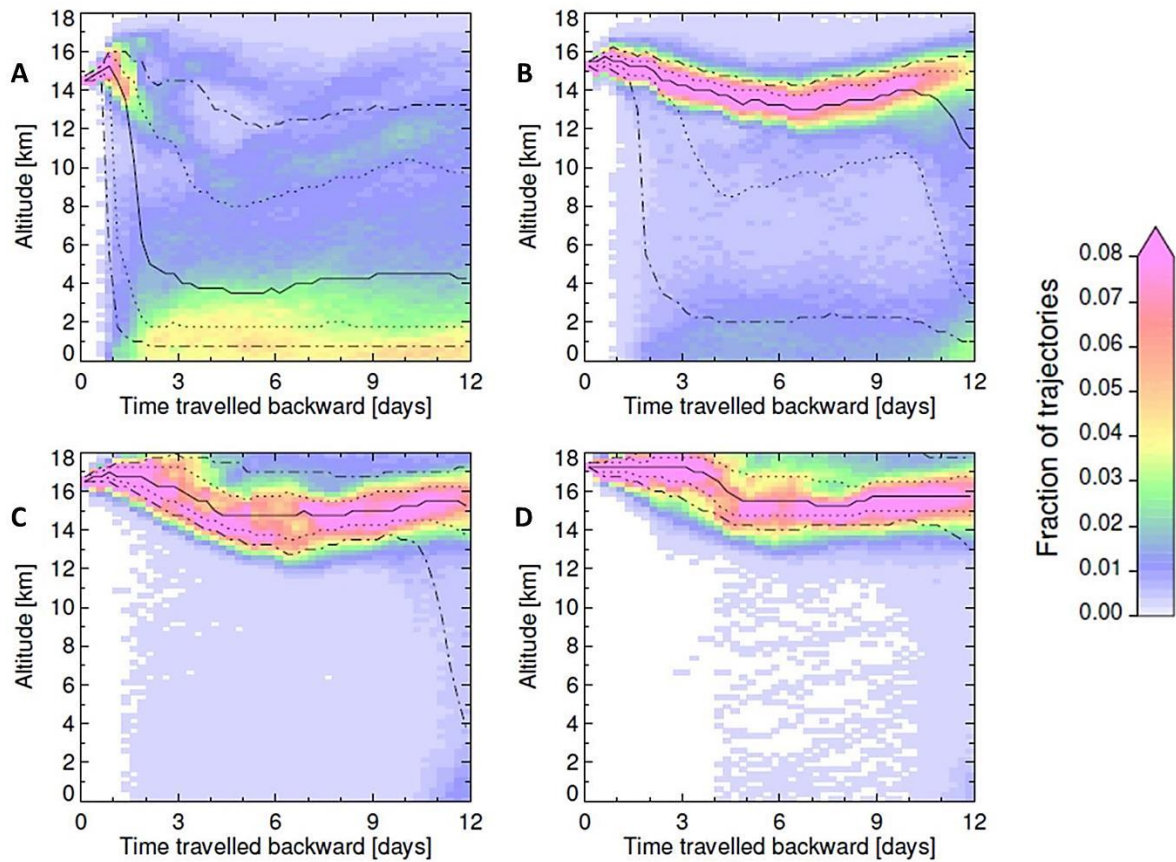 A
Altitude [km]
18
16
14
12
10
8
6
4
2
0
0 3 6 9 12
Time travelled backward [days]
B
Altitude [km]
18
16
14
12
10
8
6
4
2
0
0 3 6 9 12
Time travelled backward [days]
C
Altitude [km]
18
16
14
12
10
8
6
4
2
0
0 3 6 9 12
Time travelled backward [days]
D
Altitude [km]
18
16
14
12
10
8
6
4
2
0
0 3 6 9 12
Time travelled backward [days]
Fraction of trajectories
0.08
0.07
0.06
0.05
0.04
0.03
0.02
0.01
0.00